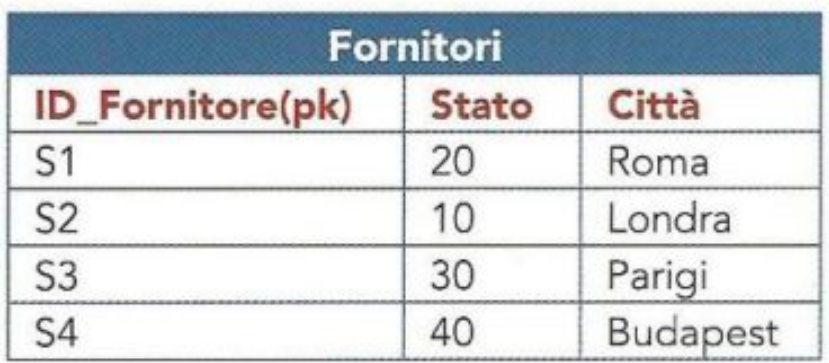 Fornitori
ID_Fornitore(pk) Stato Città
S1 20 Roma
S2 10 Londra
S3 30 Parigi
S4 40 Budapest